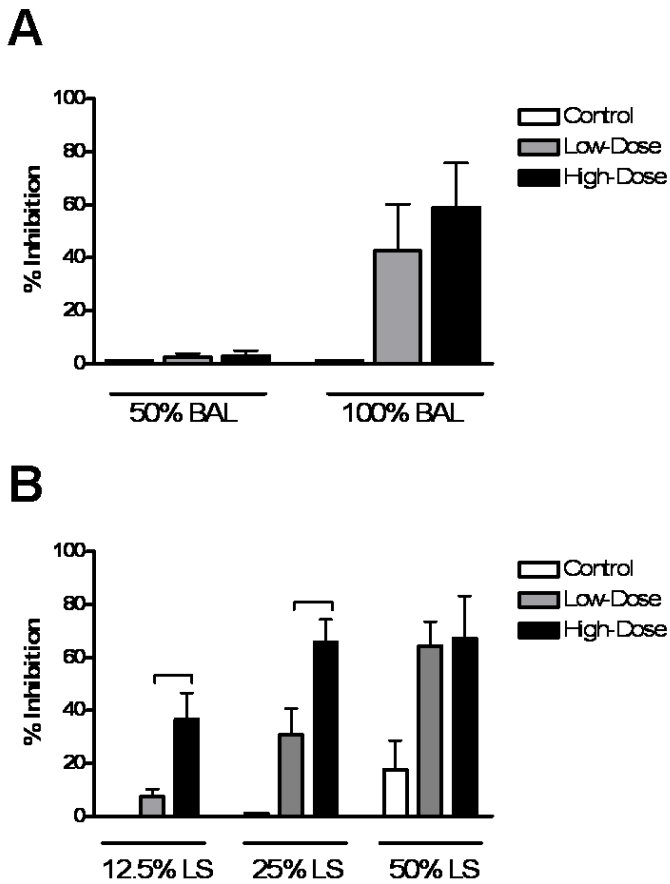 A
100
80
60
40
20
0
% Inhibition
Control
Low-Dose
High-Dose
50% BAL
100% BAL
B
100
80
60
40
20
0
% Inhibition
Control
Low-Dose
High-Dose
12.5% LS
25% LS
50% LS